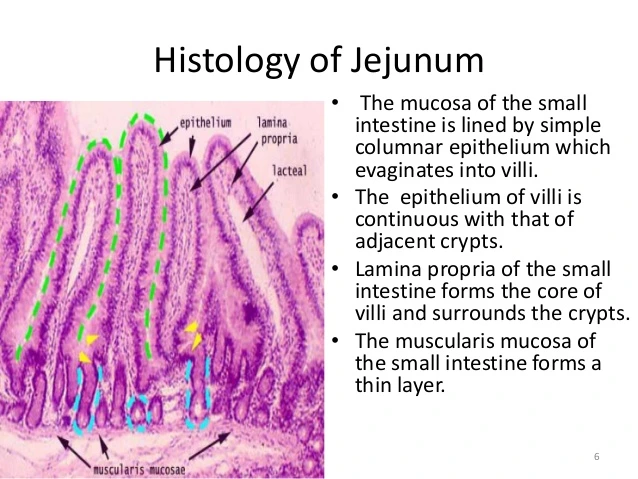 Histology of Jejunum
epithelium
lamina
propria
lacteal
muscularis mucosae
• The mucosa of the small
intestine is lined by simple
columnar epithelium which
evaginates into villi.
• The epithelium of villi is
continuous with that of
adjacent crypts.
• Lamina propria of the small
intestine forms the core of
villi and surrounds the crypts.
• The muscularis mucosa of
the small intestine forms a
thin layer.
6